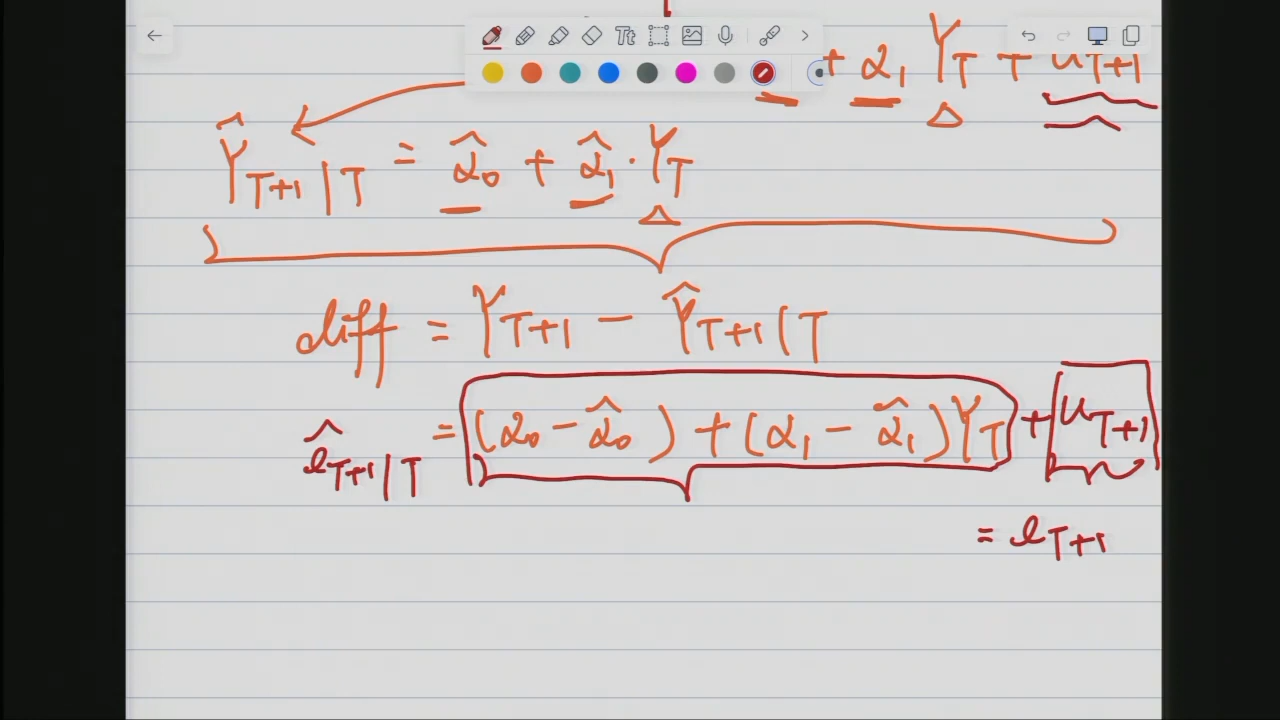 + α₁ Y_T + u_{T+1}
Ŷ_{T+1|T} = α̂₀ + α̂₁ · Y_T
diff = Y_{T+1} − Ŷ_{T+1|T}
ê_{T+1|T} = (α₀ − α̂₀) + (α₁ − α̂₁) Y_T + u_{T+1}
= e_{T+1}